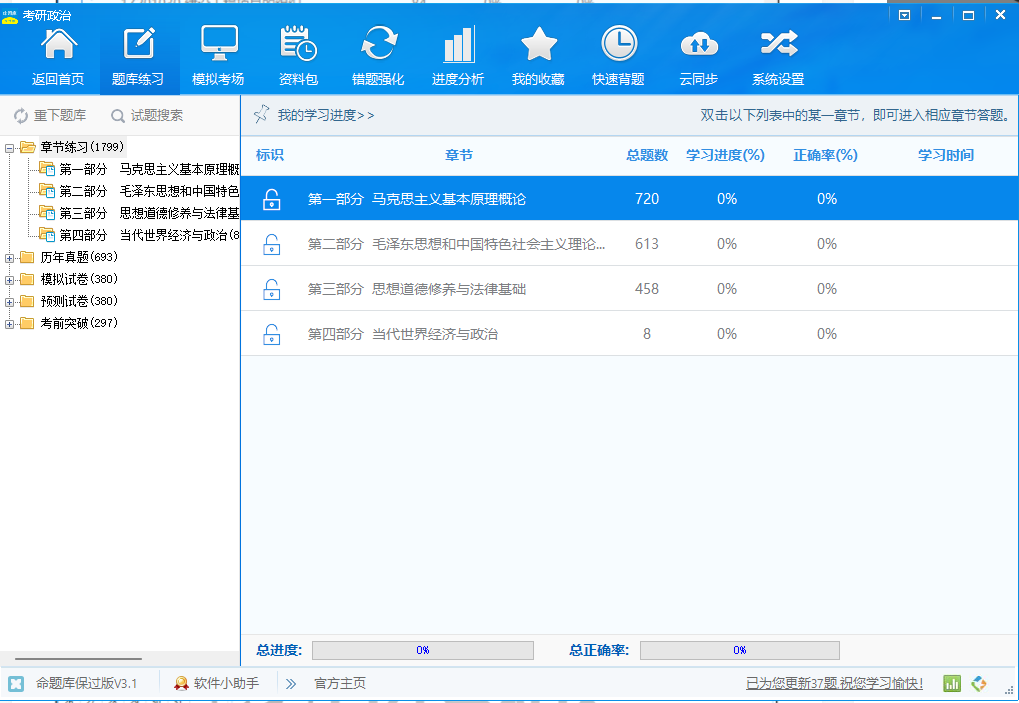 考研政治
返回首页 题库练习 模拟考场 资料包 错题强化 进度分析 我的收藏 快速背题 云同步 系统设置
重下题库 试题搜索
我的学习进度>> 双击以下列表中的某一章节，即可进入相应章节答题。
章节练习(1799)
第一部分 马克思主义基本原理概
第二部分 毛泽东思想和中国特色
第三部分 思想道德修养与法律基
第四部分 当代世界经济与政治(8
历年真题(693)
模拟试卷(380)
预测试卷(380)
考前突破(297)
标识 章节 总题数 学习进度(%) 正确率(%) 学习时间
第一部分 马克思主义基本原理概论 720 0% 0%
第二部分 毛泽东思想和中国特色社会主义理论... 613 0% 0%
第三部分 思想道德修养与法律基础 458 0% 0%
第四部分 当代世界经济与政治 8 0% 0%
总进度: 0% 总正确率: 0%
命题库保过版V3.1 软件小助手 官方主页 已为您更新37题,祝您学习愉快!